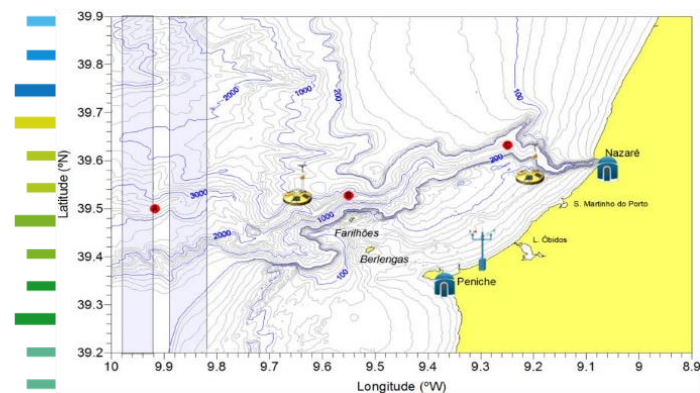 39.9
39.8
39.7
39.6
39.5
39.4
39.3
39.2
Latitude (ºN)
2000
1000
200
100
200
3000
1000
2000
100
Nazaré
S. Martinho do Porto
L. Óbidos
Farilhões
Berlengas
Peniche
10 9.9 9.8 9.7 9.6 9.5 9.4 9.3 9.2 9.1 9 8.9
Longitude (ºW)